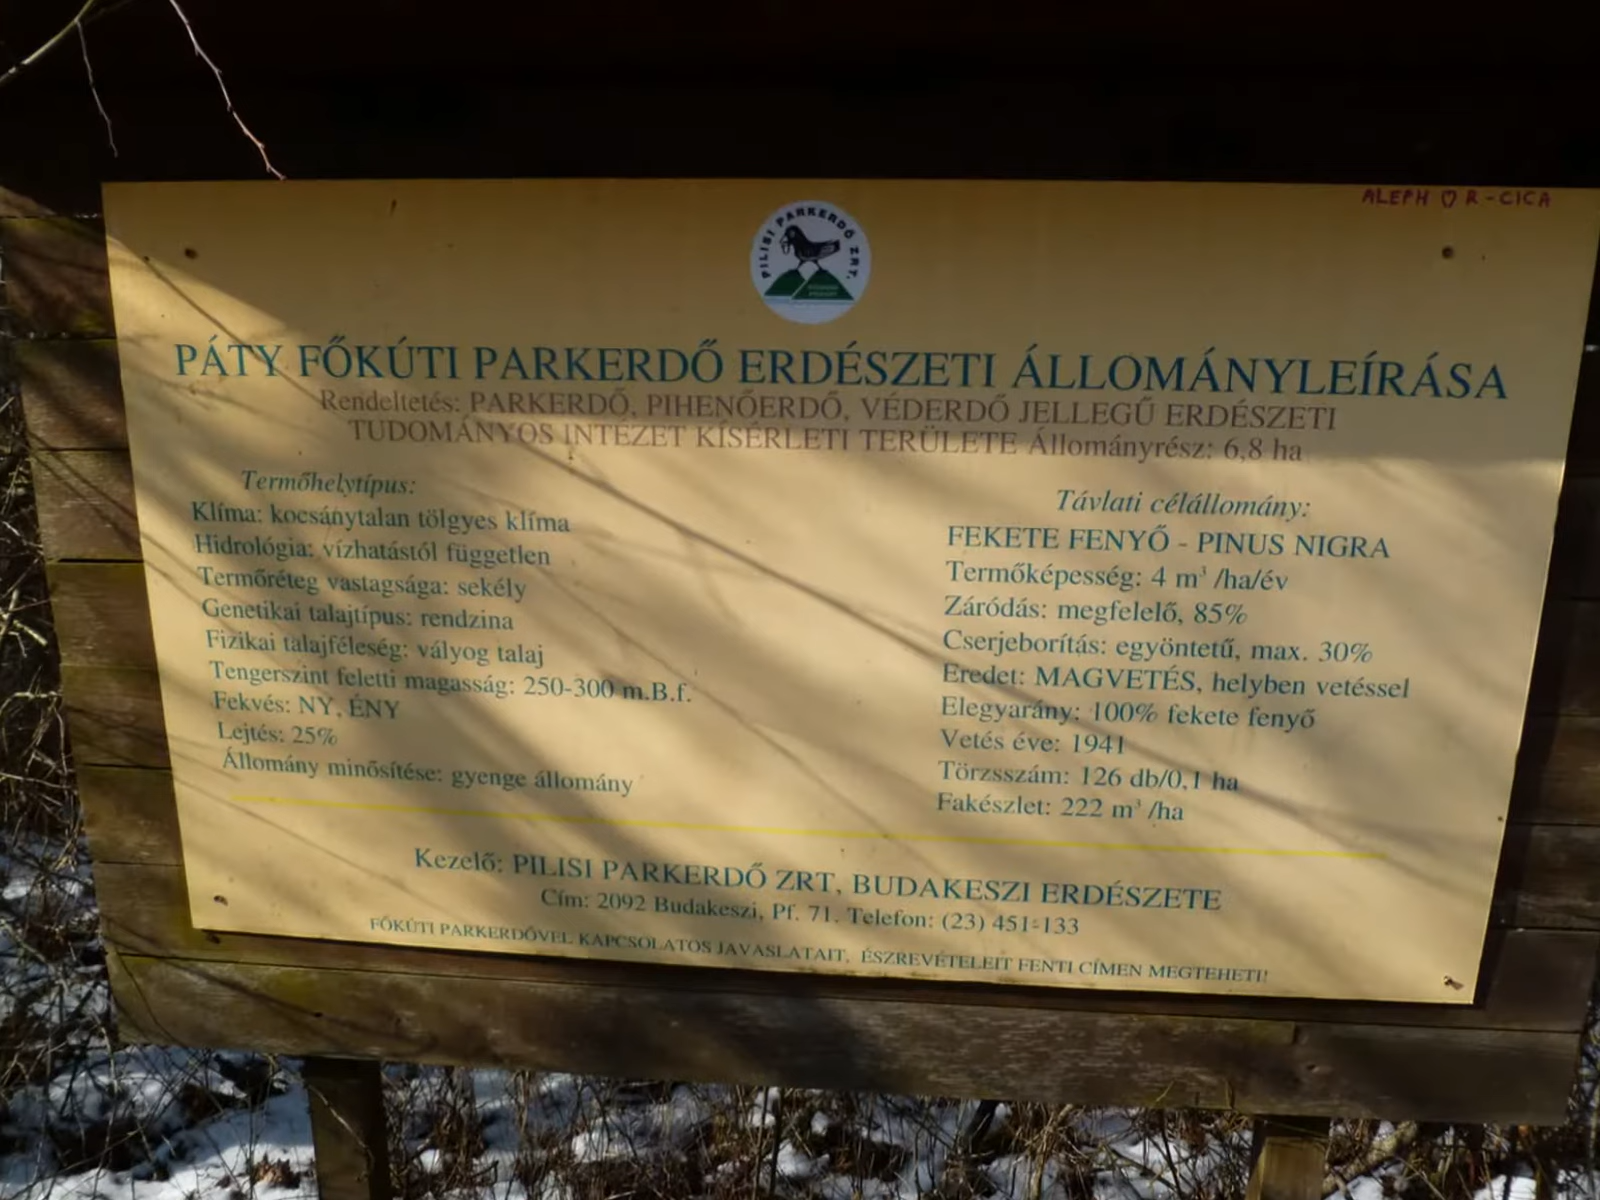 ALEPH ♡ R-CICA
PILISI PARKERDŐ ZRT.
PÁTY FŐKÚTI PARKERDŐ ERDÉSZETI ÁLLOMÁNYLEÍRÁSA
Rendeltetés: PARKERDŐ, PIHENŐERDŐ, VÉDERDŐ JELLEGŰ ERDÉSZETI
TUDOMÁNYOS INTÉZET KÍSÉRLETI TERÜLETE Állományrész: 6,8 ha
Termőhelytípus:
Klíma: kocsánytalan tölgyes klíma
Hidrológia: vízhatástól független
Termőréteg vastagsága: sekély
Genetikai talajtípus: rendzina
Fizikai talajféleség: vályog talaj
Tengerszint feletti magasság: 250-300 m.B.f.
Fekvés: NY, ÉNY
Lejtés: 25%
Állomány minősítése: gyenge állomány
Távlati célállomány:
FEKETE FENYŐ - PINUS NIGRA
Termőképesség: 4 m³ /ha/év
Záródás: megfelelő, 85%
Cserjeborítás: egyöntetű, max. 30%
Eredet: MAGVETÉS, helyben vetéssel
Elegyarány: 100% fekete fenyő
Vetés éve: 1941
Törzsszám: 126 db/0,1 ha
Fakészlet: 222 m³ /ha
Kezelő: PILISI PARKERDŐ ZRT, BUDAKESZI ERDÉSZETE
Cím: 2092 Budakeszi, Pf. 71. Telefon: (23) 451-133
FŐKÚTI PARKERDŐVEL KAPCSOLATOS JAVASLATAIT, ÉSZREVÉTELEIT FENTI CÍMEN MEGTEHETI!